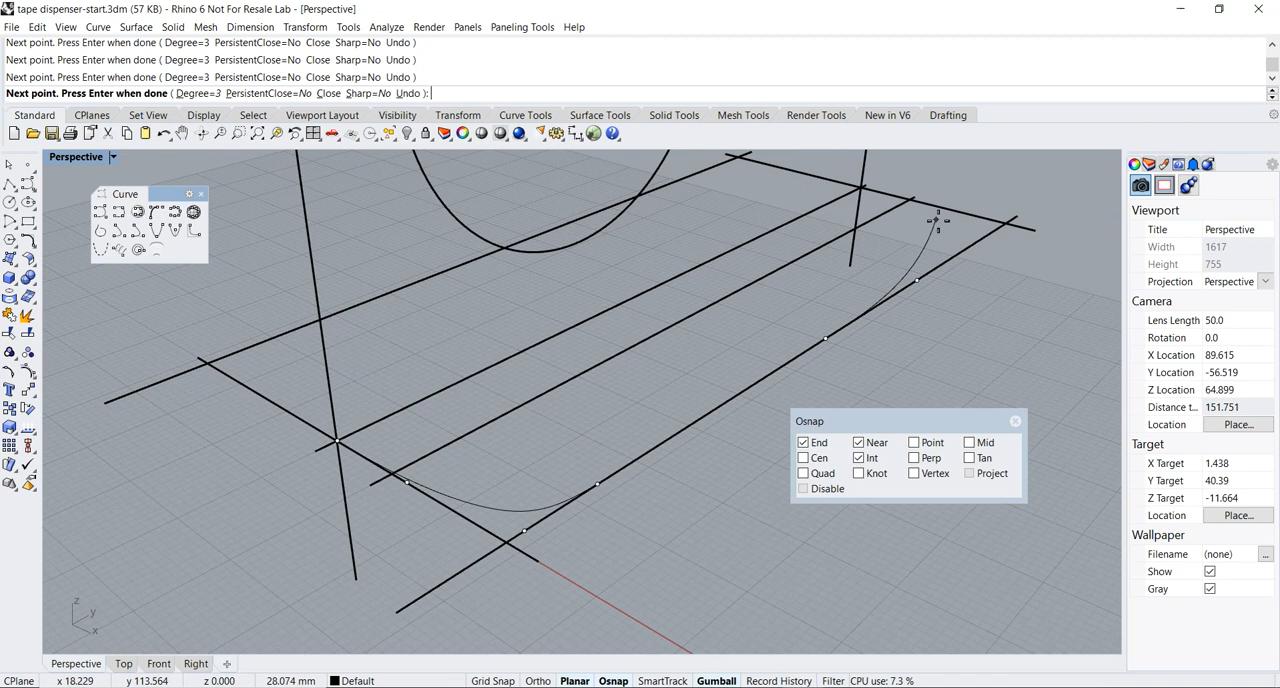 tape dispenser-start.3dm (57 KB) - Rhino 6 Not For Resale Lab - [Perspective]
File Edit View Curve Surface Solid Mesh Dimension Transform Tools Analyze Render Panels Paneling Tools Help
Next point. Press Enter when done ( Degree=3 PersistentClose=No Close Sharp=No Undo )
Next point. Press Enter when done ( Degree=3 PersistentClose=No Close Sharp=No Undo )
Next point. Press Enter when done ( Degree=3 PersistentClose=No Close Sharp=No Undo )
Next point. Press Enter when done ( Degree=3 PersistentClose=No Close Sharp=No Undo ):
Standard CPlanes Set View Display Select Viewport Layout Visibility Transform Curve Tools Surface Tools Solid Tools Mesh Tools Render Tools New in V6 Drafting
Perspective
Curve
Osnap
End Near Point Mid
Cen Int Perp Tan
Quad Knot Vertex Project
Disable
z
y
x
Viewport
Title Perspective
Width 1617
Height 755
Projection Perspective
Camera
Lens Length 50.0
Rotation 0.0
X Location 89.615
Y Location -56.519
Z Location 64.899
Distance t... 151.751
Location Place...
Target
X Target 1.438
Y Target 40.39
Z Target -11.664
Location Place...
Wallpaper
Filename (none) ...
Show
Gray
Perspective Top Front Right
CPlane x 18.229 y 113.564 z 0.000 28.074 mm Default Grid Snap Ortho Planar Osnap SmartTrack Gumball Record History Filter CPU use: 7.3 %